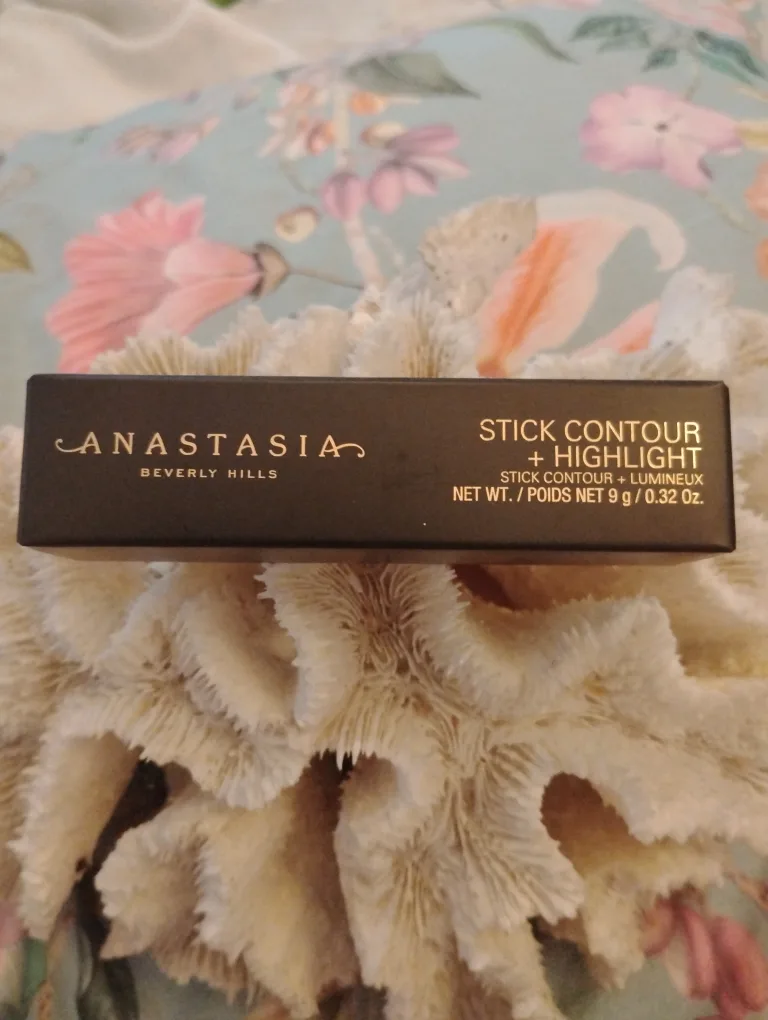 ANASTASIA
BEVERLY HILLS
STICK CONTOUR
+ HIGHLIGHT
STICK CONTOUR + LUMINEUX
NET WT. / POIDS NET 9 g / 0.32 Oz.